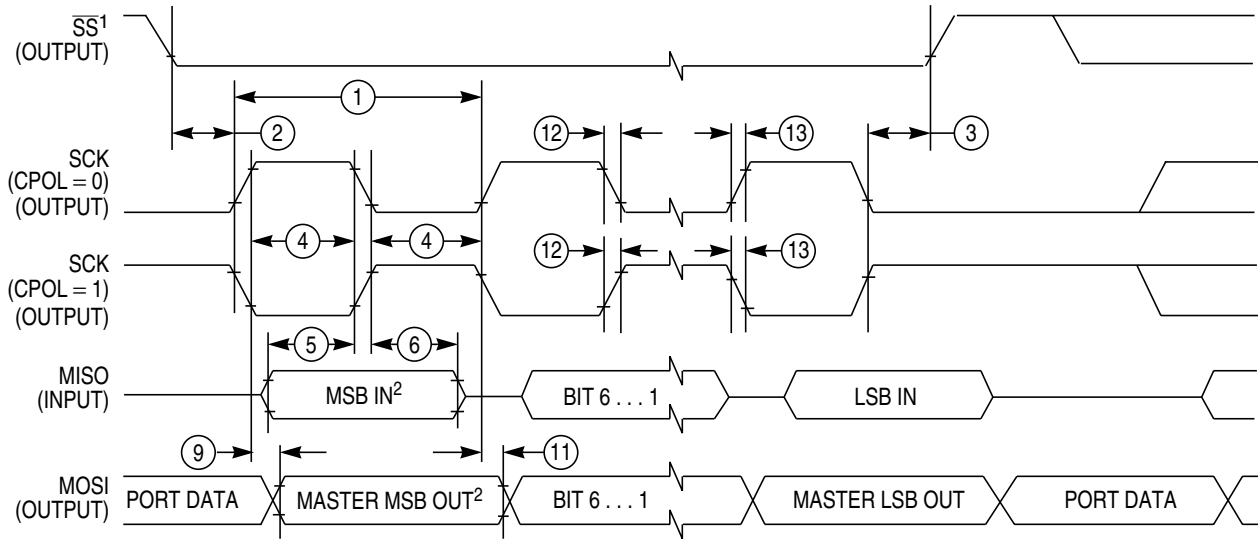 SS¹
(OUTPUT)
1
2
12
13
3
SCK
(CPOL = 0)
(OUTPUT)
4
4
12
13
SCK
(CPOL = 1)
(OUTPUT)
5
6
MISO
(INPUT)
MSB IN²
BIT 6 . . . 1
LSB IN
9
11
MOSI
(OUTPUT)
PORT DATA
MASTER MSB OUT²
BIT 6 . . . 1
MASTER LSB OUT
PORT DATA